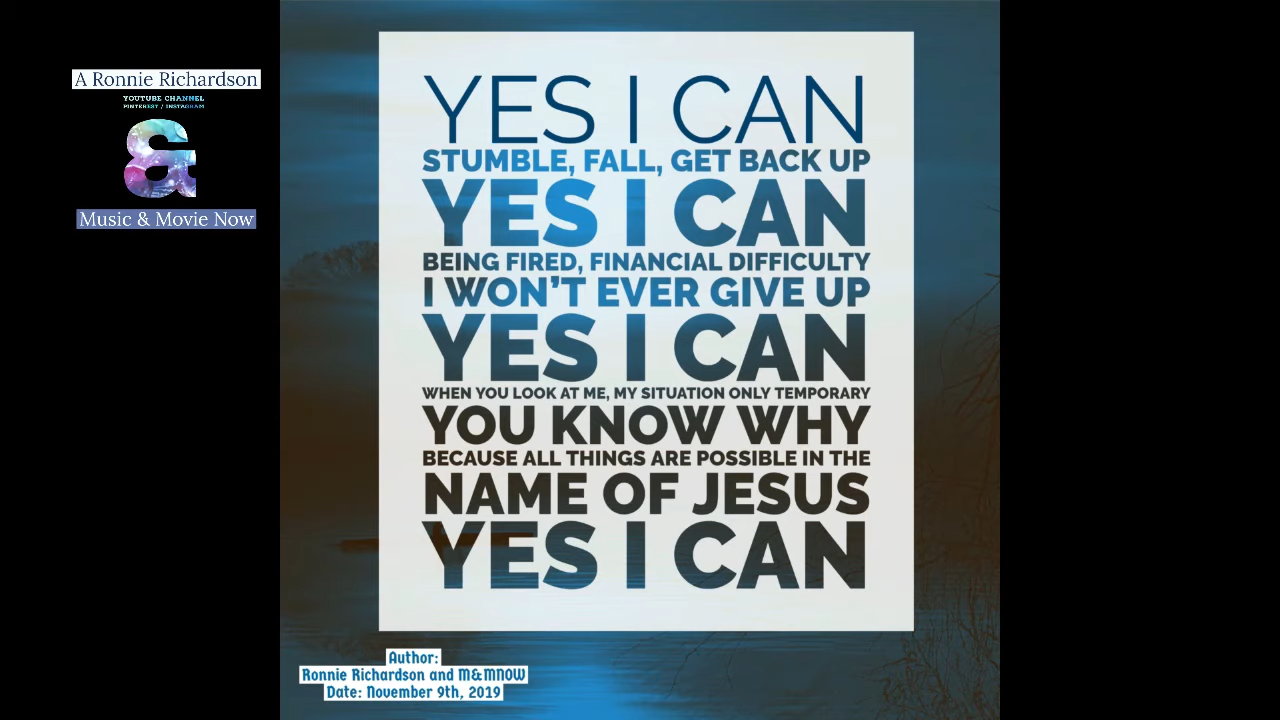 A Ronnie Richardson
YOUTUBE CHANNEL
PINTEREST / INSTAGRAM
&
Music & Movie Now
YES I CAN
STUMBLE, FALL, GET BACK UP
YES I CAN
BEING FIRED, FINANCIAL DIFFICULTY
I WON'T EVER GIVE UP
YES I CAN
WHEN YOU LOOK AT ME, MY SITUATION ONLY TEMPORARY
YOU KNOW WHY
BECAUSE ALL THINGS ARE POSSIBLE IN THE
NAME OF JESUS
YES I CAN
Author:
Ronnie Richardson and M&MNOW
Date: November 9th, 2019